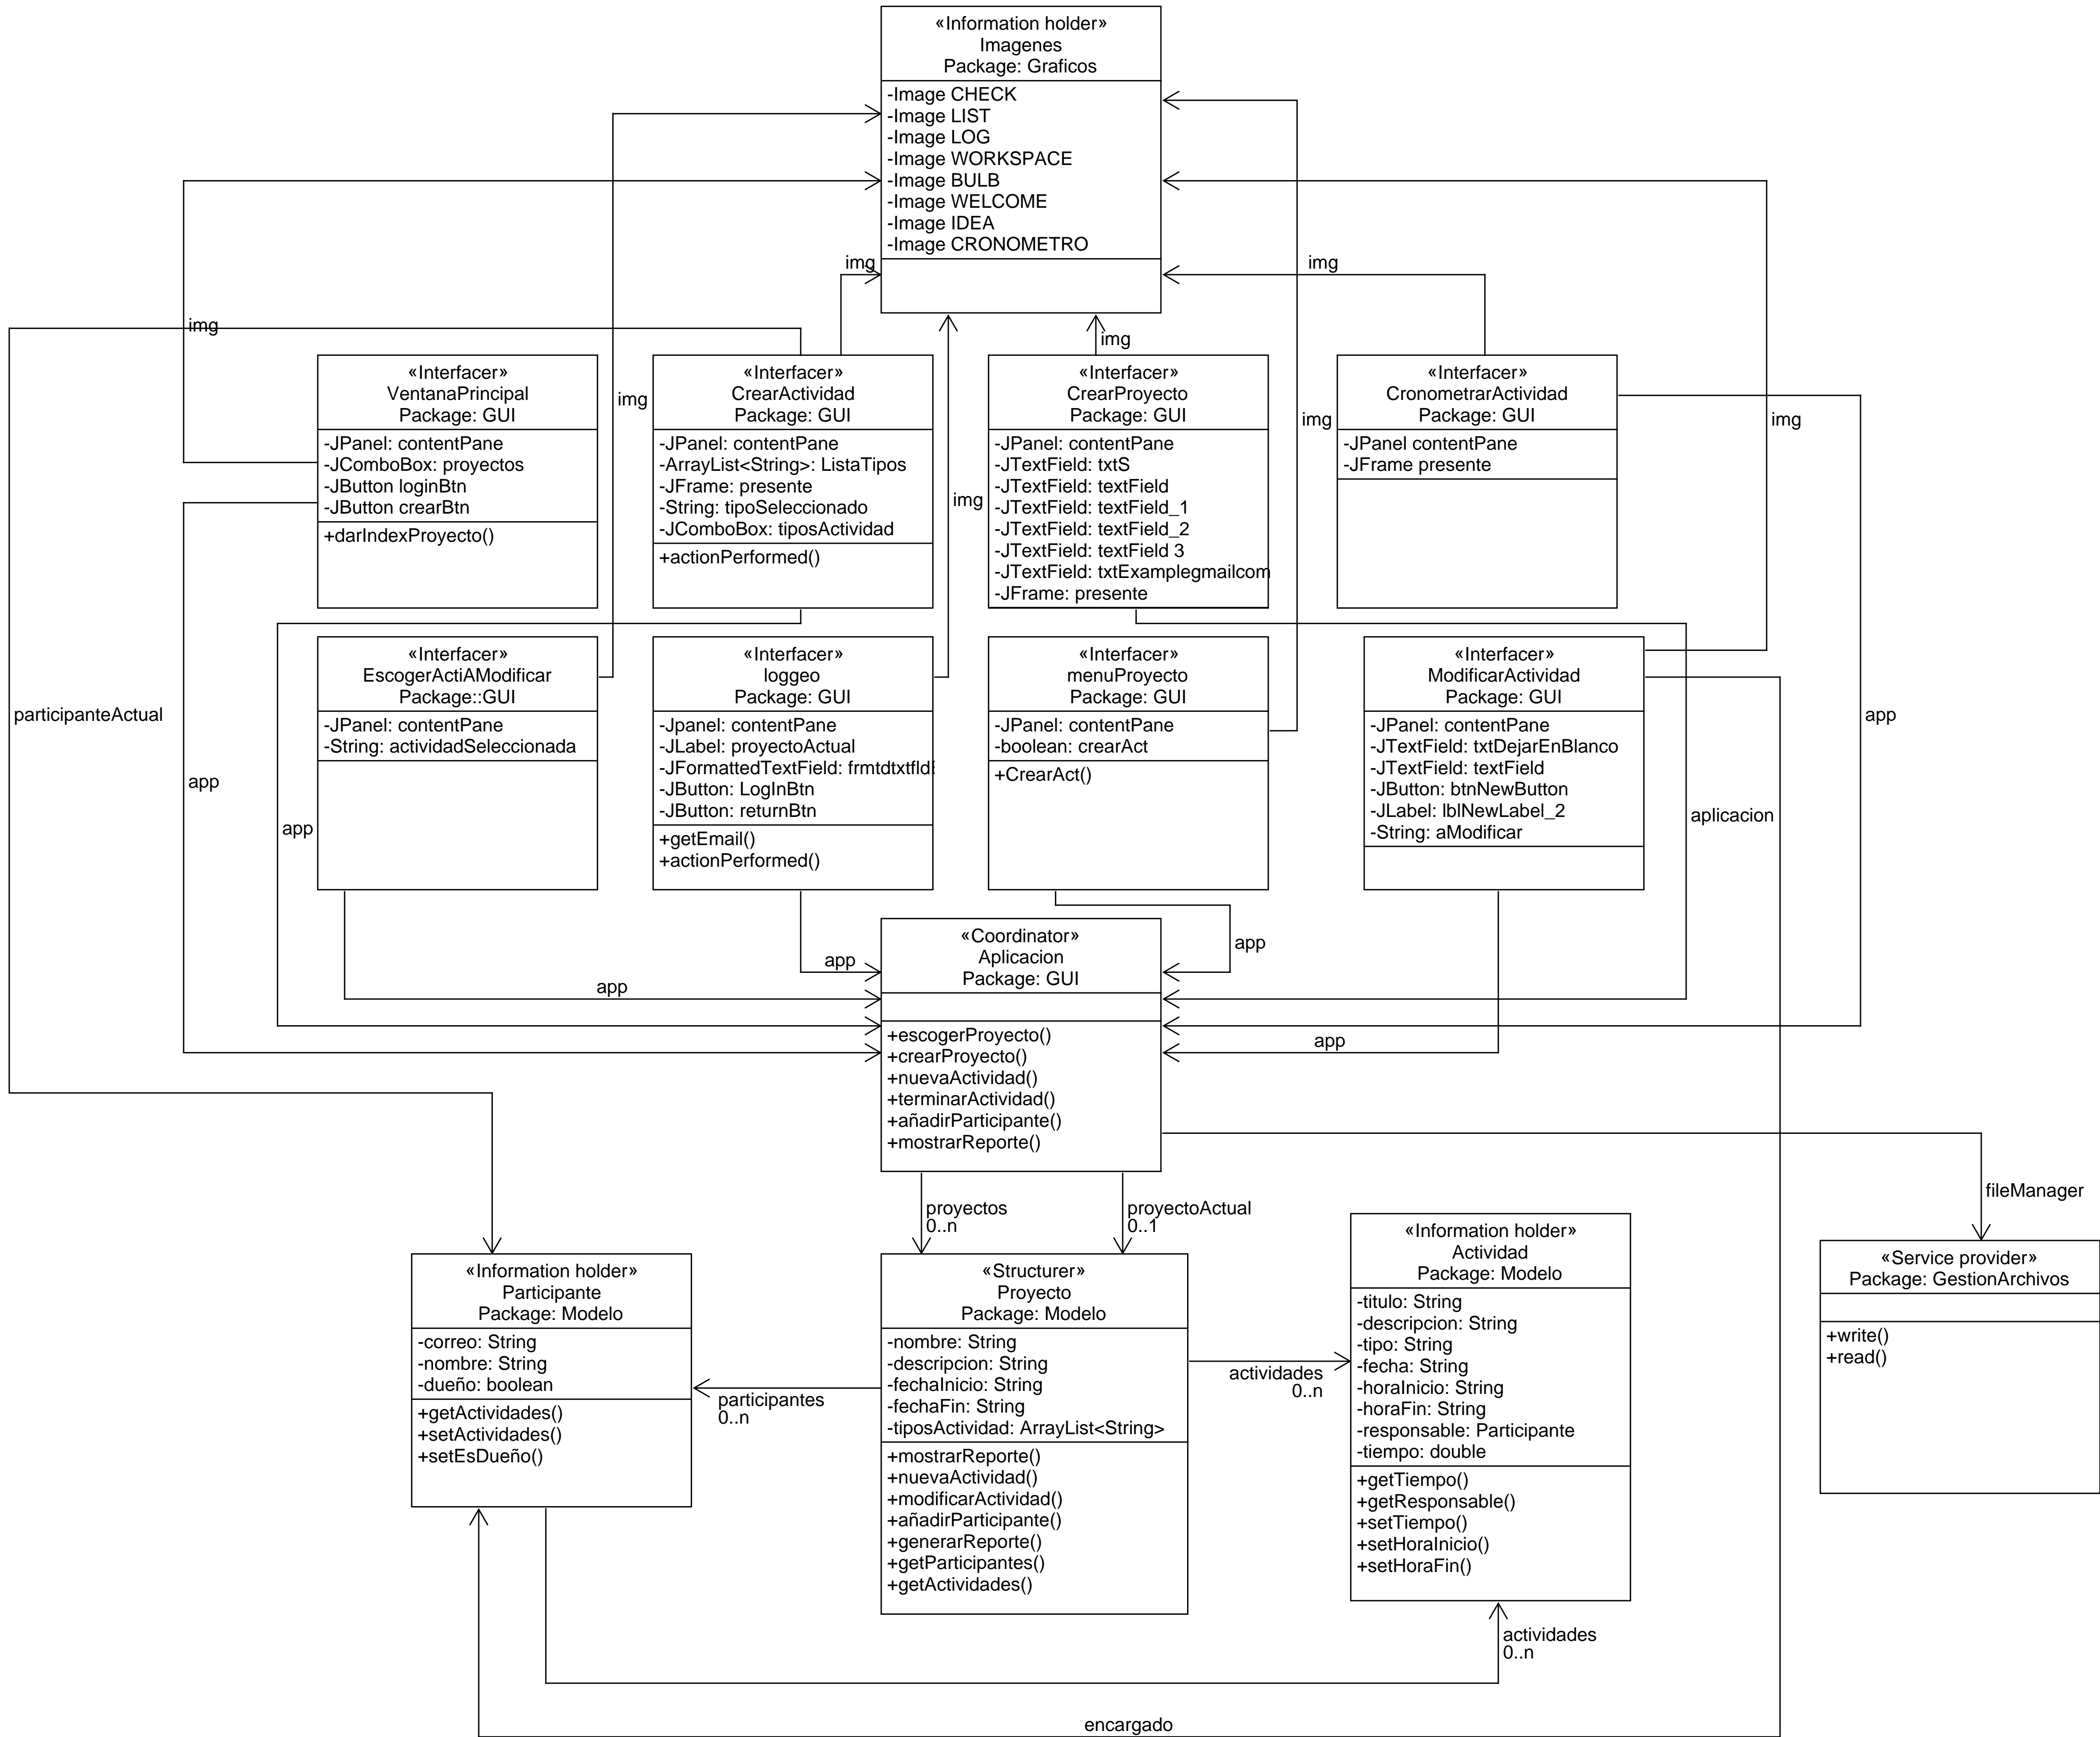 «Information holder»
Imagenes
Package: Graficos
-Image CHECK
-Image LIST
-Image LOG
-Image WORKSPACE
-Image BULB
-Image WELCOME
-Image IDEA
-Image CRONOMETRO
img
img
img
img
«Interfacer»
VentanaPrincipal
Package: GUI
-JPanel: contentPane
-JComboBox: proyectos
-JButton loginBtn
-JButton crearBtn
+darIndexProyecto()
img
«Interfacer»
CrearActividad
Package: GUI
-JPanel: contentPane
-ArrayList<String>: ListaTipos
-JFrame: presente
-String: tipoSeleccionado
-JComboBox: tiposActividad
+actionPerformed()
img
«Interfacer»
CrearProyecto
Package: GUI
-JPanel: contentPane
-JTextField: txtS
-JTextField: textField
-JTextField: textField_1
-JTextField: textField_2
-JTextField: textField 3
-JTextField: txtExamplegmailcom
-JFrame: presente
img
«Interfacer»
CronometrarActividad
Package: GUI
-JPanel contentPane
-JFrame presente
img
«Interfacer»
EscogerActiAModificar
Package::GUI
-JPanel: contentPane
-String: actividadSeleccionada
«Interfacer»
loggeo
Package: GUI
-Jpanel: contentPane
-JLabel: proyectoActual
-JFormattedTextField: frmtdtxtfld
-JButton: LogInBtn
-JButton: returnBtn
+getEmail()
+actionPerformed()
«Interfacer»
menuProyecto
Package: GUI
-JPanel: contentPane
-boolean: crearAct
+CrearAct()
«Interfacer»
ModificarActividad
Package: GUI
-JPanel: contentPane
-JTextField: txtDejarEnBlanco
-JTextField: textField
-JButton: btnNewButton
-JLabel: lblNewLabel_2
-String: aModificar
participanteActual
app
app
app
aplicacion
app
app
app
app
«Coordinator»
Aplicacion
Package: GUI
+escogerProyecto()
+crearProyecto()
+nuevaActividad()
+terminarActividad()
+añadirParticipante()
+mostrarReporte()
proyectos
0..n
proyectoActual
0..1
fileManager
«Information holder»
Participante
Package: Modelo
-correo: String
-nombre: String
-dueño: boolean
+getActividades()
+setActividades()
+setEsDueño()
participantes
0..n
«Structurer»
Proyecto
Package: Modelo
-nombre: String
-descripcion: String
-fechaInicio: String
-fechaFin: String
-tiposActividad: ArrayList<String>
+mostrarReporte()
+nuevaActividad()
+modificarActividad()
+añadirParticipante()
+generarReporte()
+getParticipantes()
+getActividades()
actividades
0..n
«Information holder»
Actividad
Package: Modelo
-titulo: String
-descripcion: String
-tipo: String
-fecha: String
-horaInicio: String
-horaFin: String
-responsable: Participante
-tiempo: double
+getTiempo()
+getResponsable()
+setTiempo()
+setHoraInicio()
+setHoraFin()
«Service provider»
Package: GestionArchivos
+write()
+read()
actividades
0..n
encargado